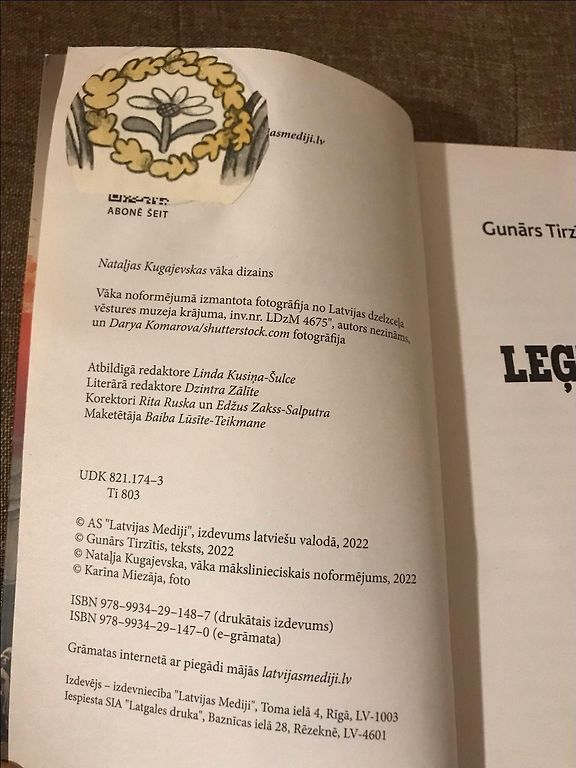 jasmediji.lv
ABONĒ ŠEIT
Nataļjas Kugajevskas vāka dizains
Vāka noformējumā izmantota fotogrāfija no Latvijas dzelzceļa
vēstures muzeja krājuma, inv.nr. LDzM 4675", autors nezināms,
un Darya Komarova/shutterstock.com fotogrāfija
Atbildīgā redaktore Linda Kusiņa-Šulce
Literārā redaktore Dzintra Zālīte
Korektori Rita Ruska un Edžus Zakss-Salputra
Maketētāja Baiba Lūsīte-Teikmane
UDK 821.174–3
Ti 803
© AS "Latvijas Mediji", izdevums latviešu valodā, 2022
© Gunārs Tirzītis, teksts, 2022
© Nataļja Kugajevska, vāka mākslinieciskais noformējums, 2022
© Karīna Miezāja, foto
ISBN 978–9934–29–148–7 (drukātais izdevums)
ISBN 978–9934–29–147–0 (e–grāmata)
Grāmatas internetā ar piegādi mājās latvijasmediji.lv
Izdevējs – izdevniecība "Latvijas Mediji", Toma ielā 4, Rīgā, LV-1003
Iespiesta SIA "Latgales druka", Baznīcas ielā 28, Rēzeknē, LV-4601
Gunārs Tirz
LEĢ